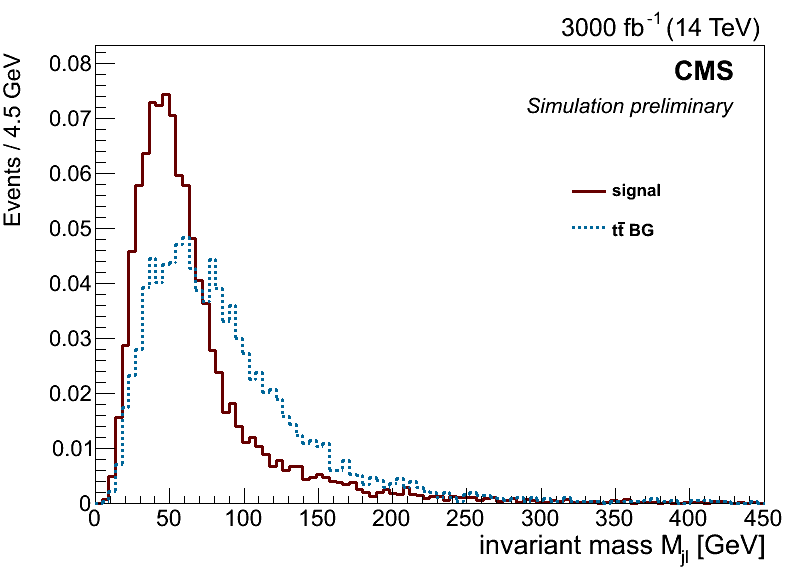 3000 fb⁻¹ (14 TeV)
CMS
Simulation preliminary
signal
tt̄ BG
Events / 4.5 GeV
0.08
0.07
0.06
0.05
0.04
0.03
0.02
0.01
0
0 50 100 150 200 250 300 350 400 450
invariant mass M_jl [GeV]